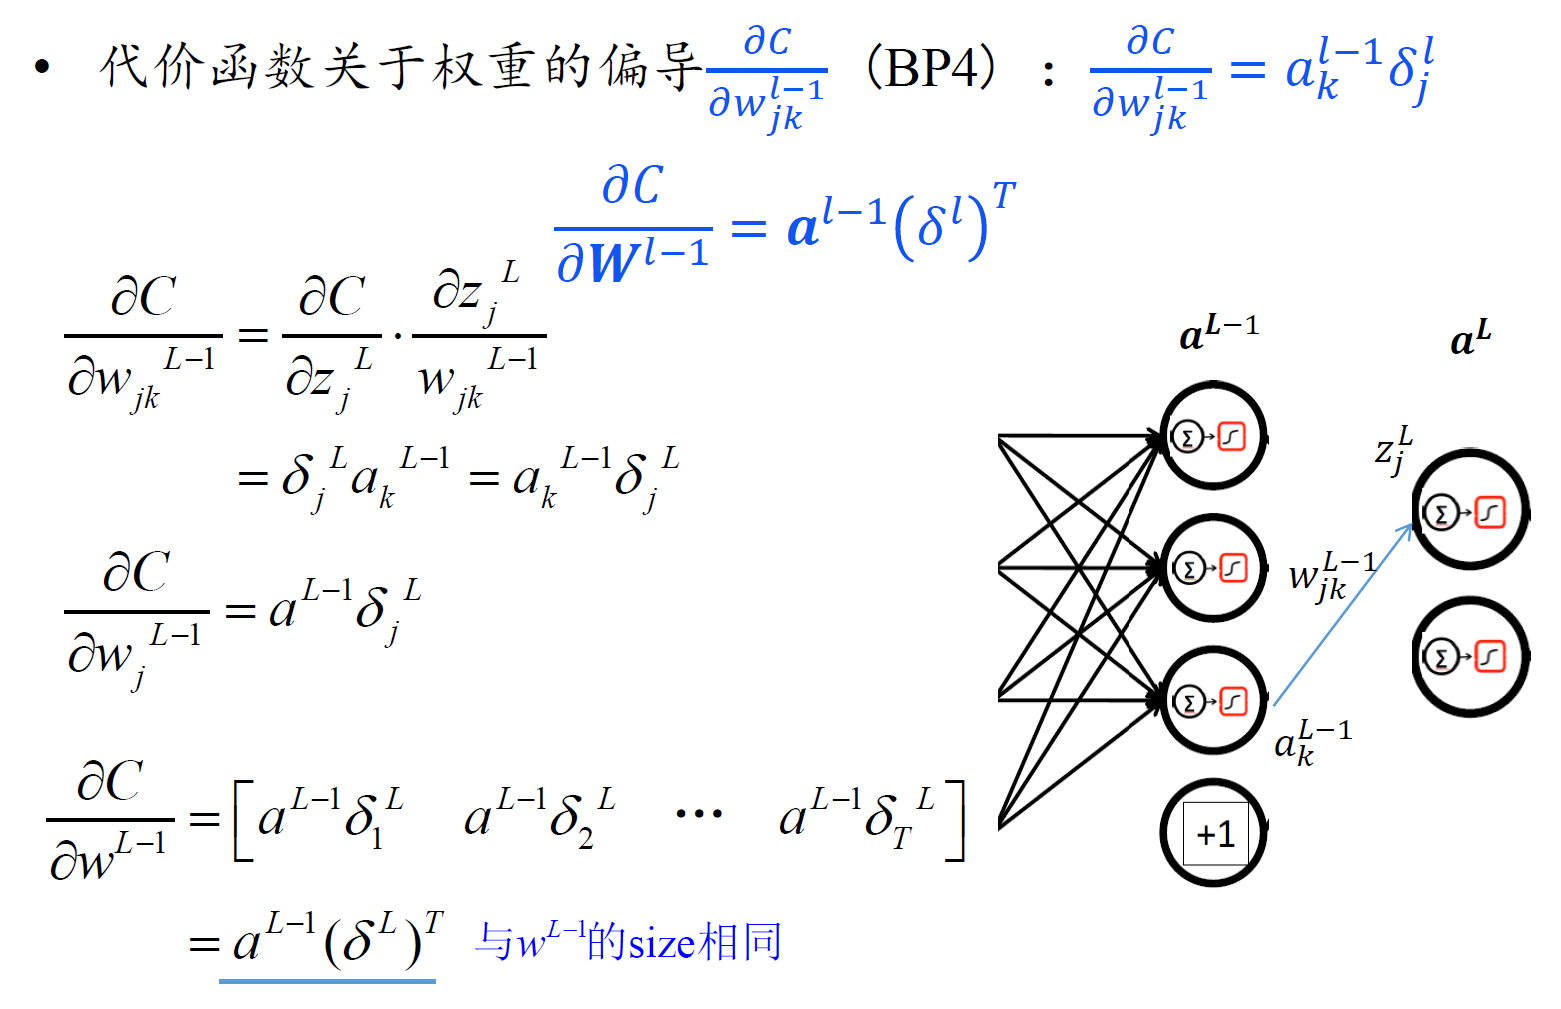 • 代价函数关于权重的偏导 $\frac{\partial C}{\partial w_{jk}^{l-1}}$ （BP4）： $\frac{\partial C}{\partial w_{jk}^{l-1}} = a_k^{l-1} \delta_j^l$
$\frac{\partial C}{\partial \boldsymbol{W}^{l-1}} = \boldsymbol{a}^{l-1} (\delta^l)^T$
$\frac{\partial C}{\partial w_{jk}^{L-1}} = \frac{\partial C}{\partial z_j^L} \cdot \frac{\partial z_j^L}{w_{jk}^{L-1}}$
$= \delta_j^L a_k^{L-1} = a_k^{L-1} \delta_j^L$
$\frac{\partial C}{\partial w_j^{L-1}} = a^{L-1} \delta_j^L$
$\frac{\partial C}{\partial w^{L-1}} = \left[ a^{L-1} \delta_1^L \quad a^{L-1} \delta_2^L \quad \cdots \quad a^{L-1} \delta_T^L \right]$
$= a^{L-1} (\delta^L)^T$ 与$w^{L-1}$的size相同
$\boldsymbol{a}^{L-1}$
$\boldsymbol{a}^L$
Σ
$z_j^L$
Σ
Σ
$w_{jk}^{L-1}$
Σ
Σ
$a_k^{L-1}$
+1